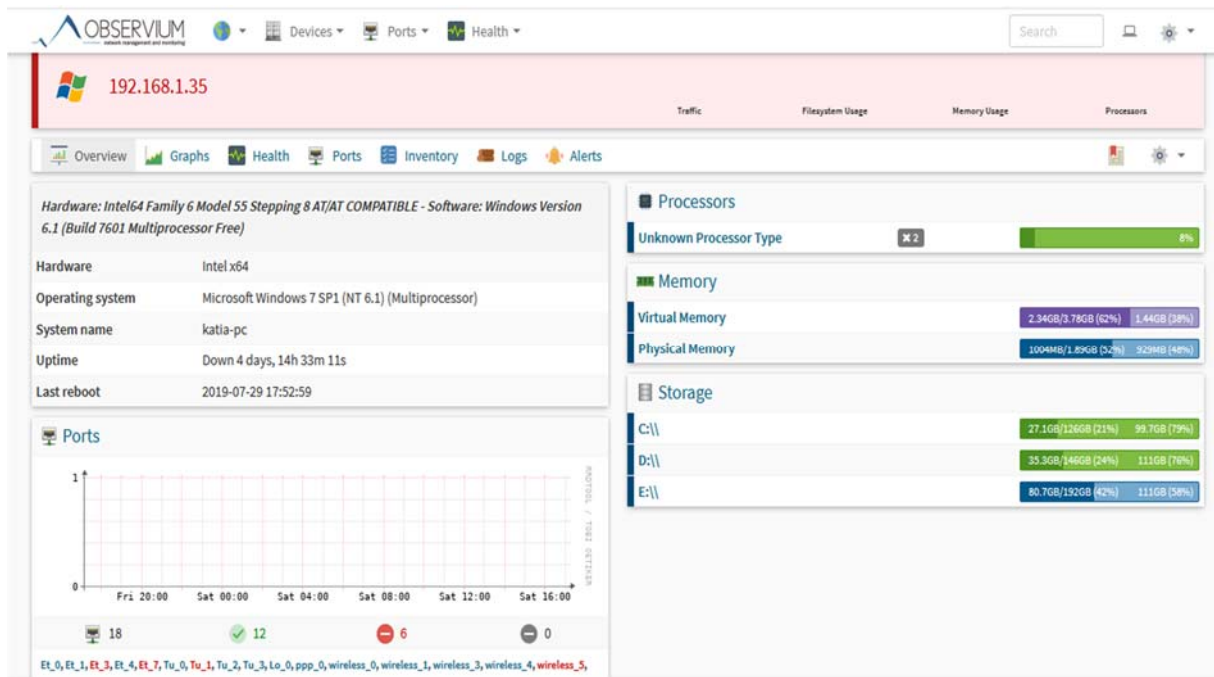 OBSERVIUM
network management and monitoring
Devices Ports Health Search
192.168.1.35
Traffic Filesystem Usage Memory Usage Processors
Overview Graphs Health Ports Inventory Logs Alerts
Hardware: Intel64 Family 6 Model 55 Stepping 8 AT/AT COMPATIBLE - Software: Windows Version
6.1 (Build 7601 Multiprocessor Free)
Hardware Intel x64
Operating system Microsoft Windows 7 SP1 (NT 6.1) (Multiprocessor)
System name katia-pc
Uptime Down 4 days, 14h 33m 11s
Last reboot 2019-07-29 17:52:59
Ports
1
0
Fri 20:00 Sat 00:00 Sat 04:00 Sat 08:00 Sat 12:00 Sat 16:00
RRDTOOL / TOBI OETIKER
18 12 6 0
Et_0, Et_1, Et_3, Et_4, Et_7, Tu_0, Tu_1, Tu_2, Tu_3, Lo_0, ppp_0, wireless_0, wireless_1, wireless_3, wireless_4, wireless_5,
Processors
Unknown Processor Type x 2 8%
Memory
Virtual Memory 2.34GB/3.78GB (62%) 1.44GB (38%)
Physical Memory 1004MB/1.89GB (52%) 929MB (48%)
Storage
C:\\ 27.1GB/126GB (21%) 99.7GB (79%)
D:\\ 35.3GB/146GB (24%) 111GB (76%)
E:\\ 80.7GB/192GB (42%) 111GB (58%)